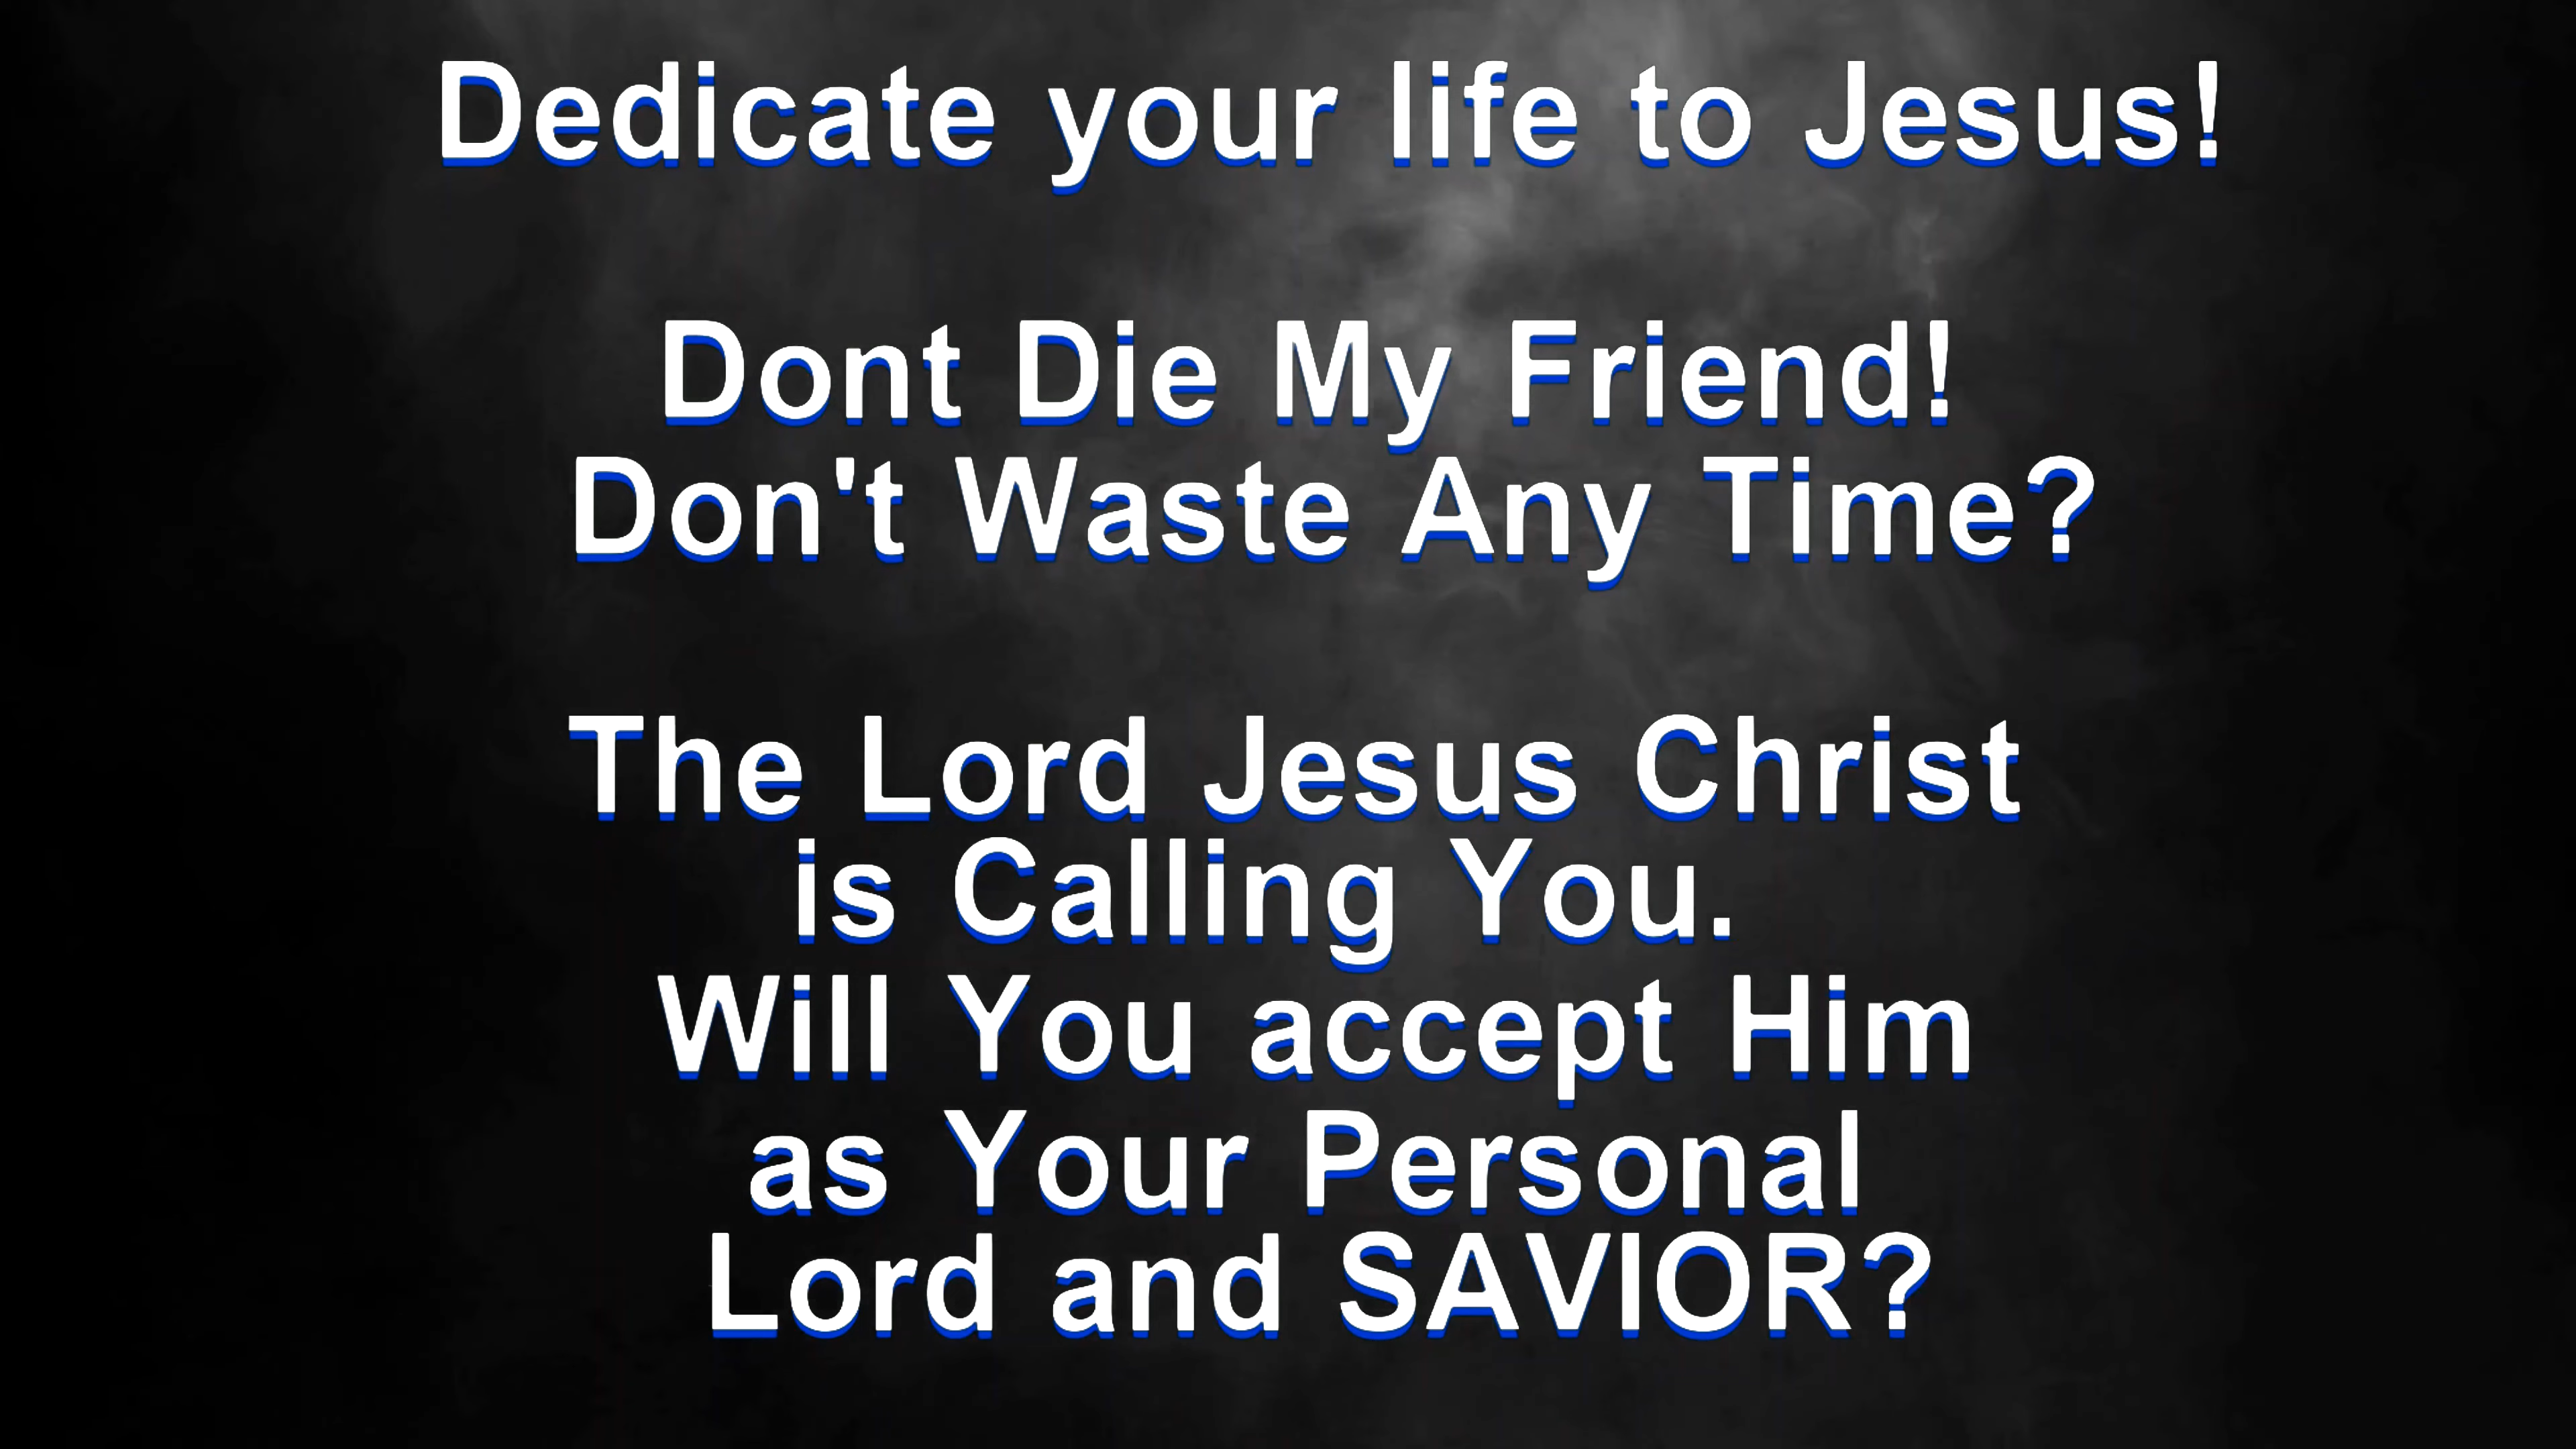 Dedicate your life to Jesus!
Dont Die My Friend!
Don't Waste Any Time?
The Lord Jesus Christ
is Calling You.
Will You accept Him
as Your Personal
Lord and SAVIOR?